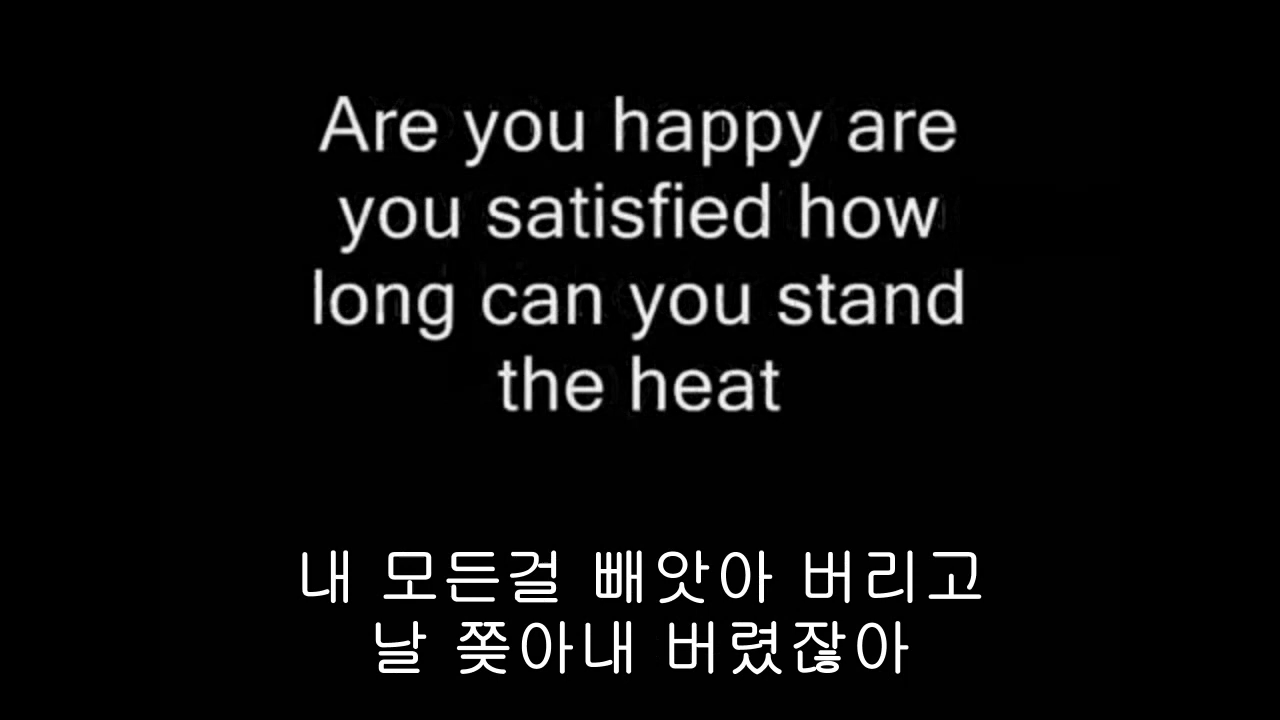 Are you happy are
you satisfied how
long can you stand
the heat
내 모든걸 빼앗아 버리고
날 쫒아내 버렸잖아